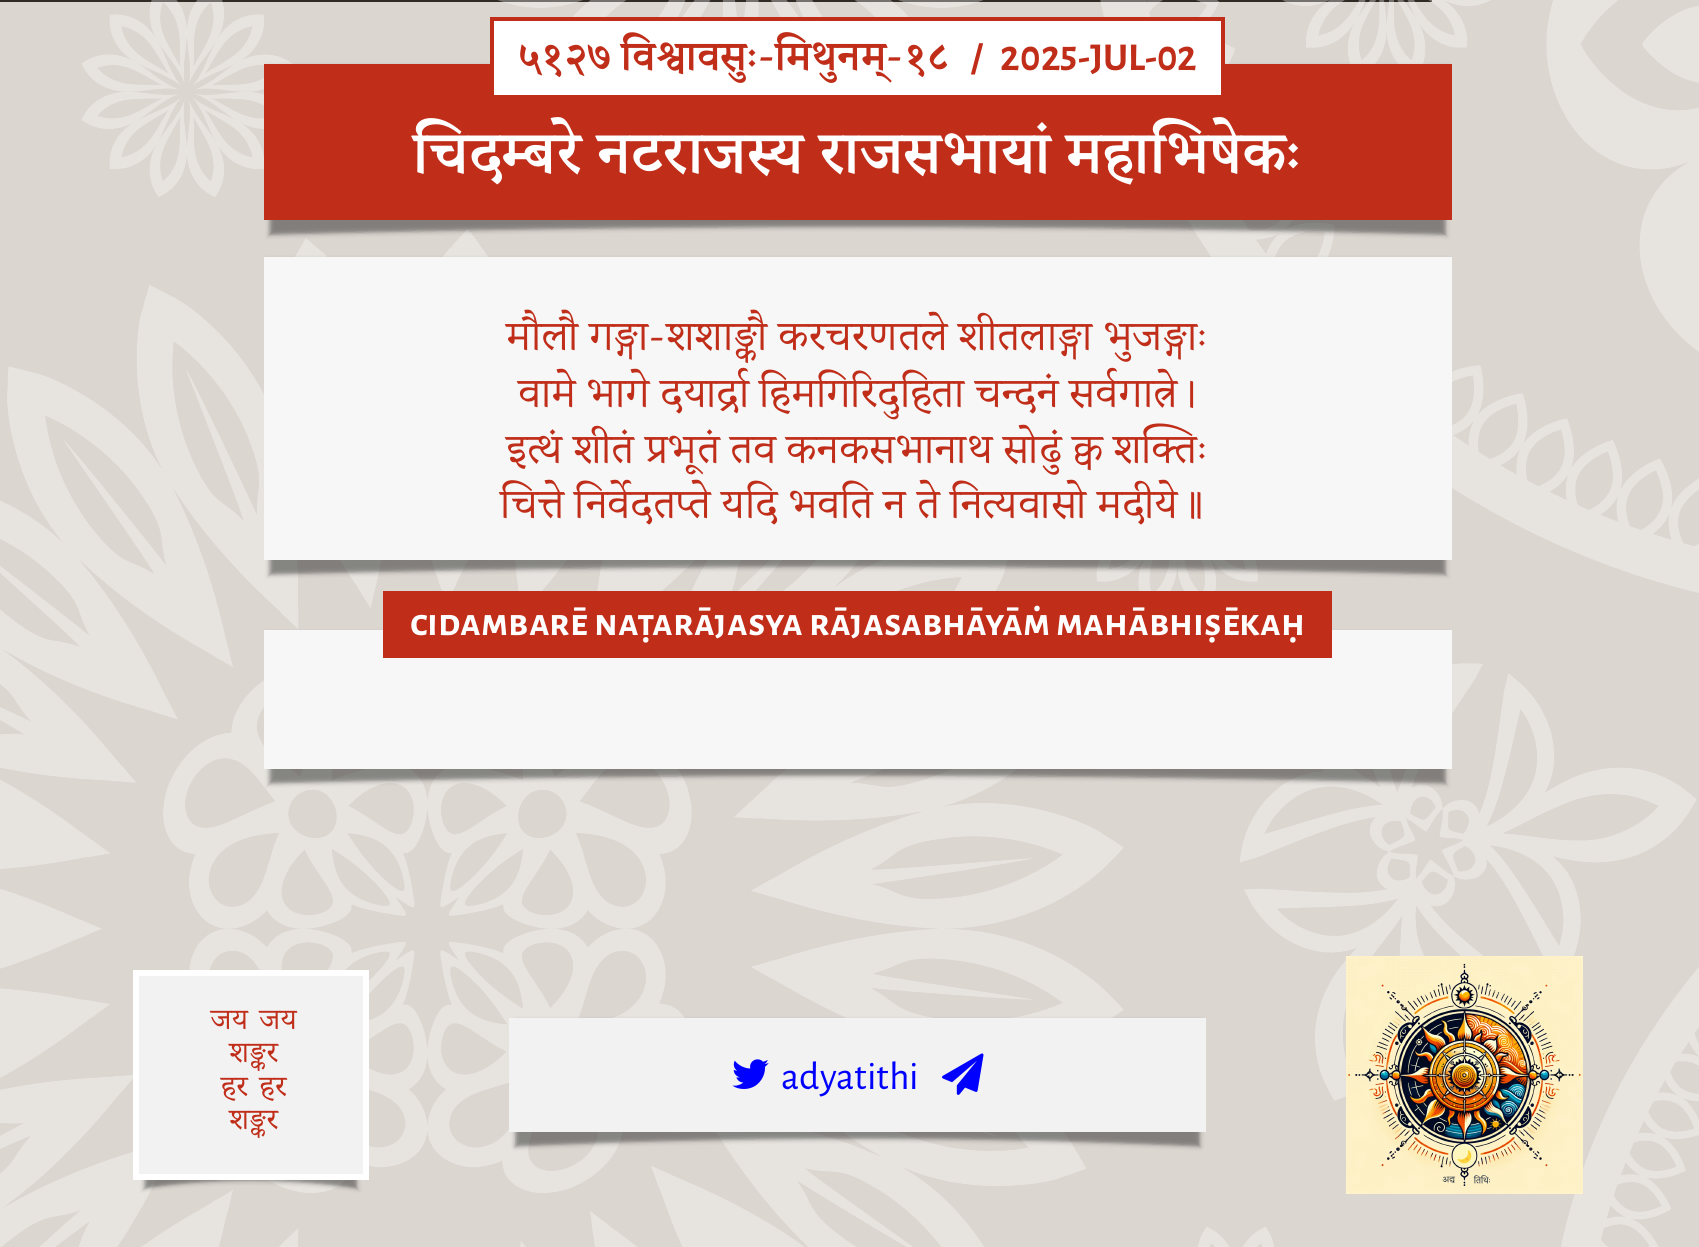 ५१२७ विश्वावसुः-मिथुनम्-१८ / 2025-JUL-02
चिदम्बरे नटराजस्य राजसभायां महाभिषेकः
मौलौ गङ्गा-शशाङ्कौ करचरणतले शीतलाङ्गा भुजङ्गाः
वामे भागे दयार्द्रा हिमगिरिदुहिता चन्दनं सर्वगात्रे।
इत्थं शीतं प्रभूतं तव कनकसभानाथ सोढुं क्व शक्तिः
चित्ते निर्वेदतप्ते यदि भवति न ते नित्यवासो मदीये॥
CIDAMBARĒ NAṬARĀJASYA RĀJASABHĀYĀṀ MAHĀBHIṢĒKAḤ
जय जय
शङ्कर
हर हर
शङ्कर
adyatithi
अद्य तिथिः